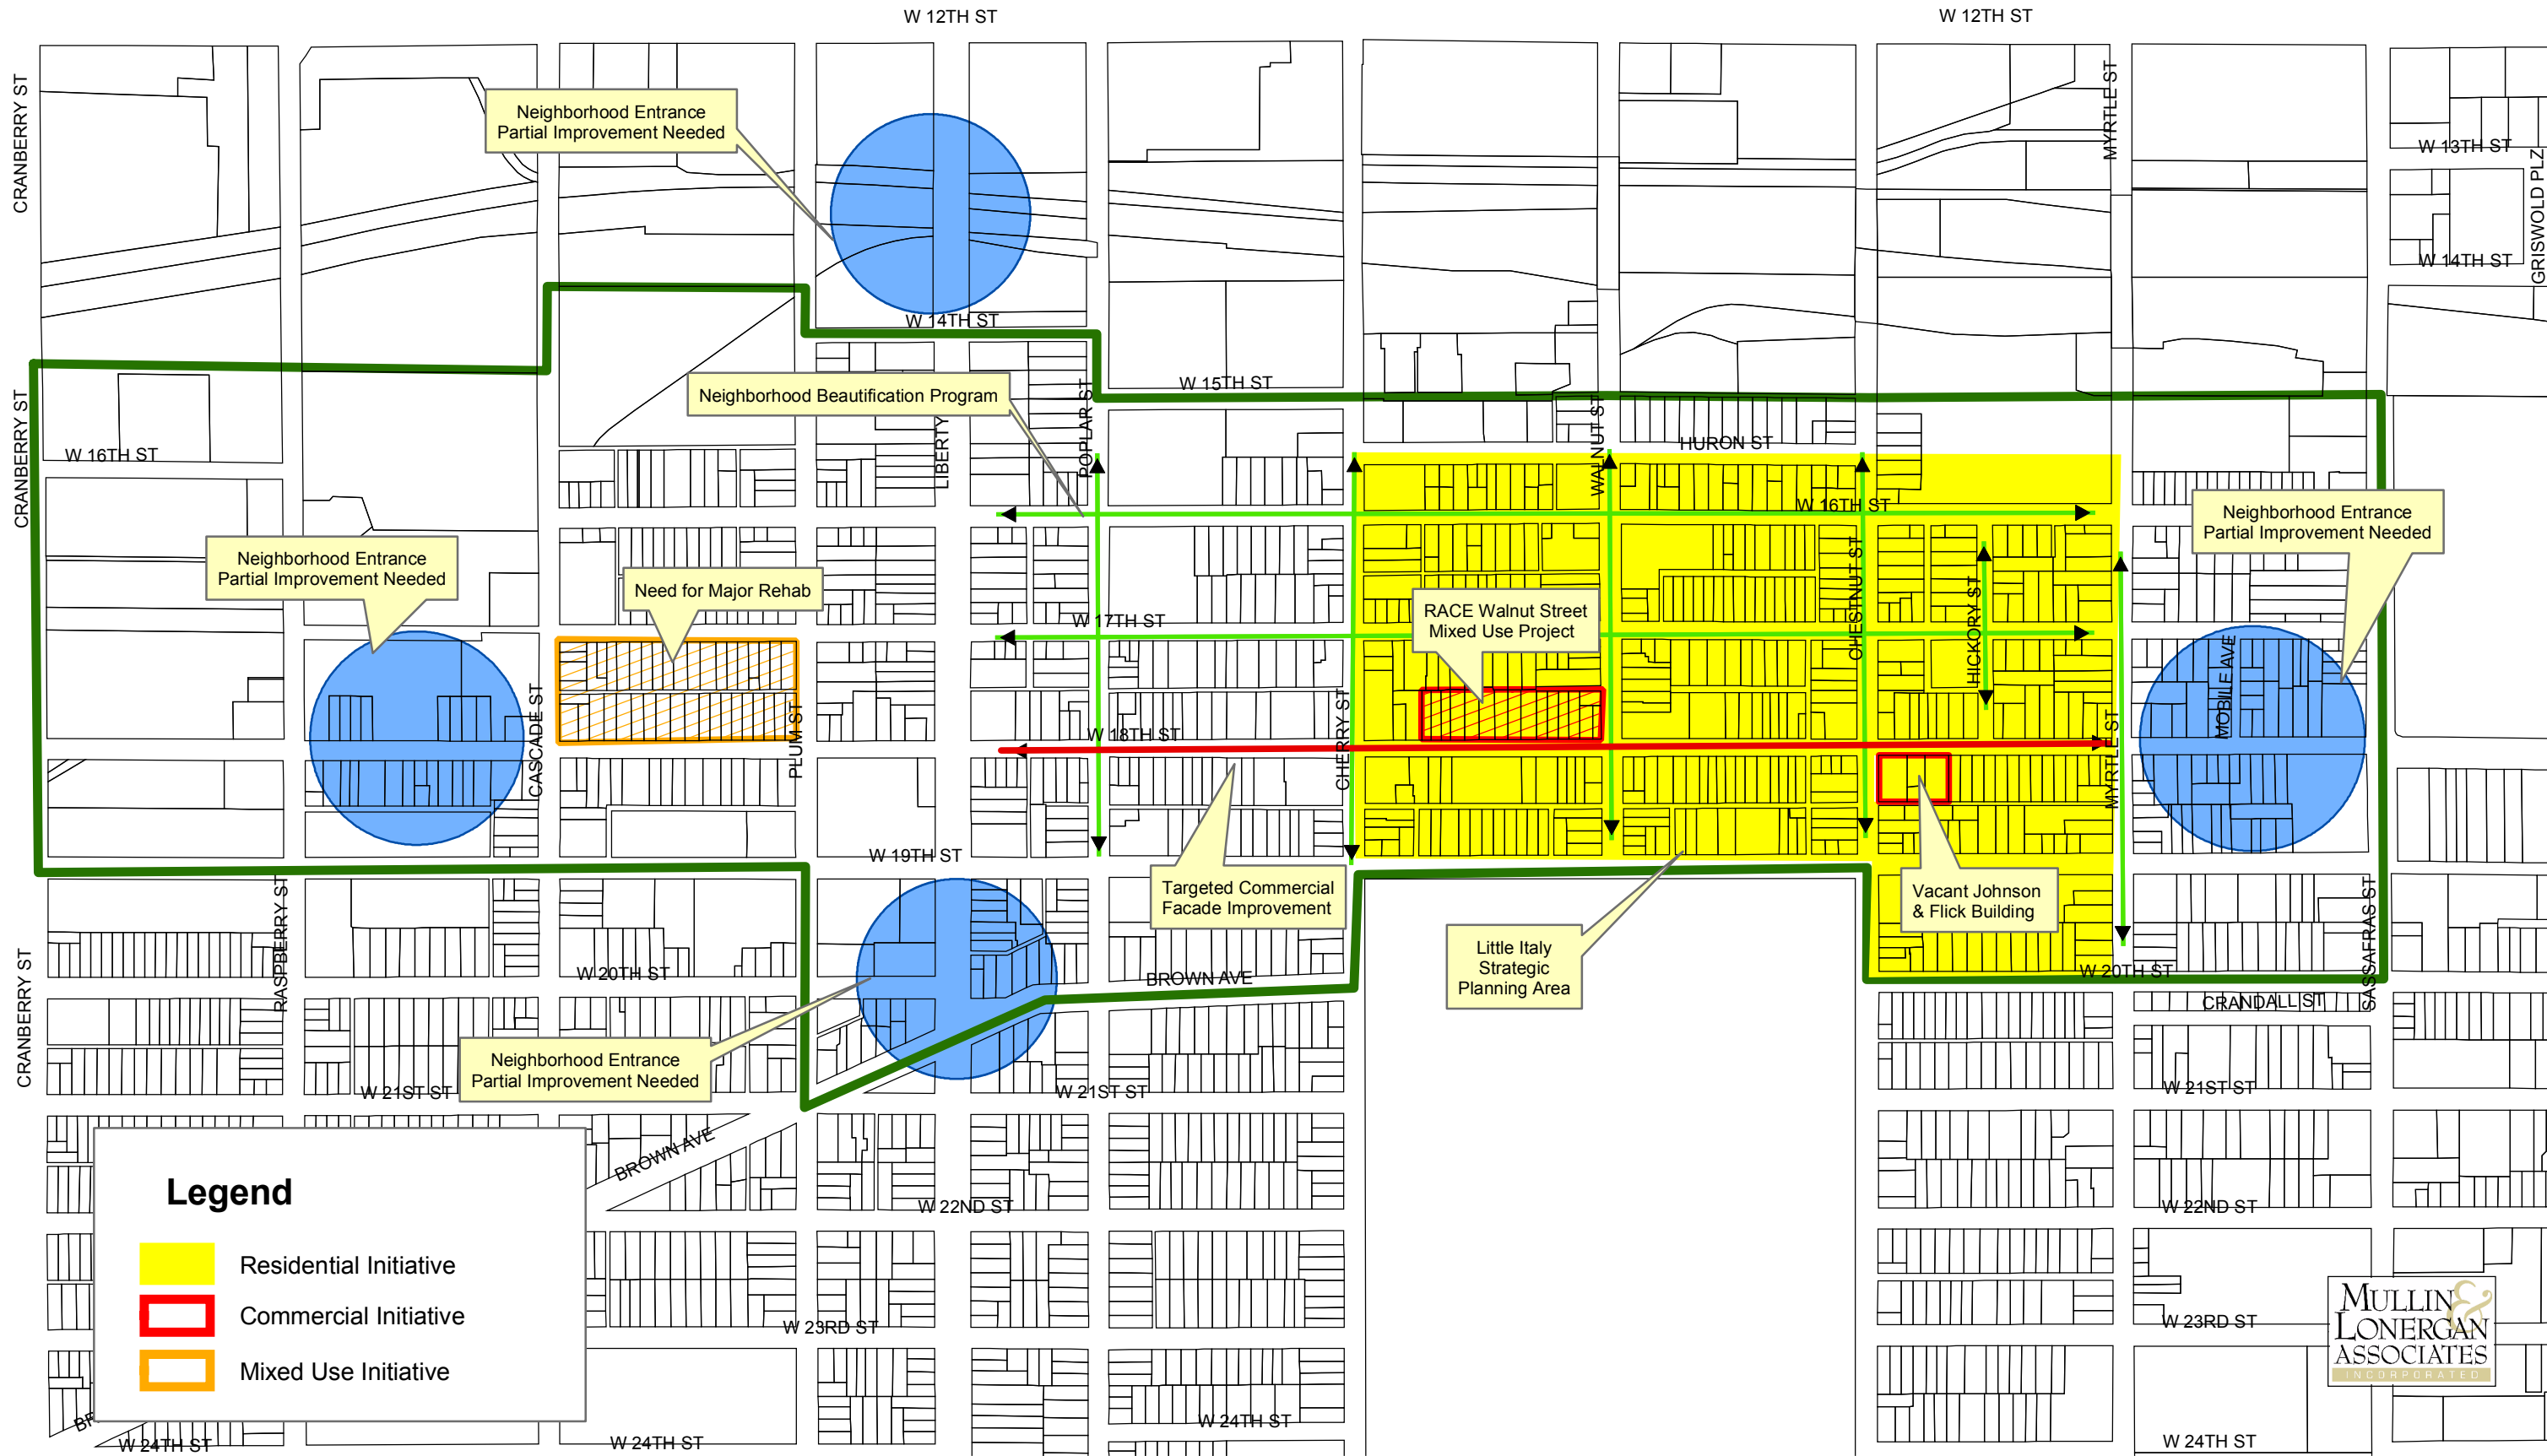 W 12TH ST
W 12TH ST
CRANBERRY ST
MYRTLE ST
Neighborhood Entrance
Partial Improvement Needed
W 13TH ST
GRISWOLD PLZ
W 14TH ST
W 14TH ST
W 15TH ST
Neighborhood Beautification Program
CRANBERRY ST
LIBERTY
POPLAR ST
WALNUT ST
HURON ST
W 16TH ST
W 16TH ST
Neighborhood Entrance
Partial Improvement Needed
Neighborhood Entrance
Partial Improvement Needed
Need for Major Rehab
RACE Walnut Street
Mixed Use Project
W 17TH ST
CHESTNUT ST
HICKORY ST
MOBILE AVE
CASCADE ST
PLUM ST
W 18TH ST
CHERRY ST
MYRTLE ST
W 19TH ST
Targeted Commercial
Facade Improvement
Vacant Johnson
& Flick Building
Little Italy
Strategic
Planning Area
CRANBERRY ST
RASPBERRY ST
W 20TH ST
BROWN AVE
W 20TH ST
SASSAFRAS ST
CRANDALL ST
Neighborhood Entrance
Partial Improvement Needed
W 21ST ST
W 21ST ST
W 21ST ST
BROWN AVE
W 22ND ST
W 22ND ST
Legend
Residential Initiative
Commercial Initiative
Mixed Use Initiative
W 23RD ST
W 23RD ST
MULLIN &
LONERGAN
ASSOCIATES
INCORPORATED
W 24TH ST
W 24TH ST
W 24TH ST
W 24TH ST